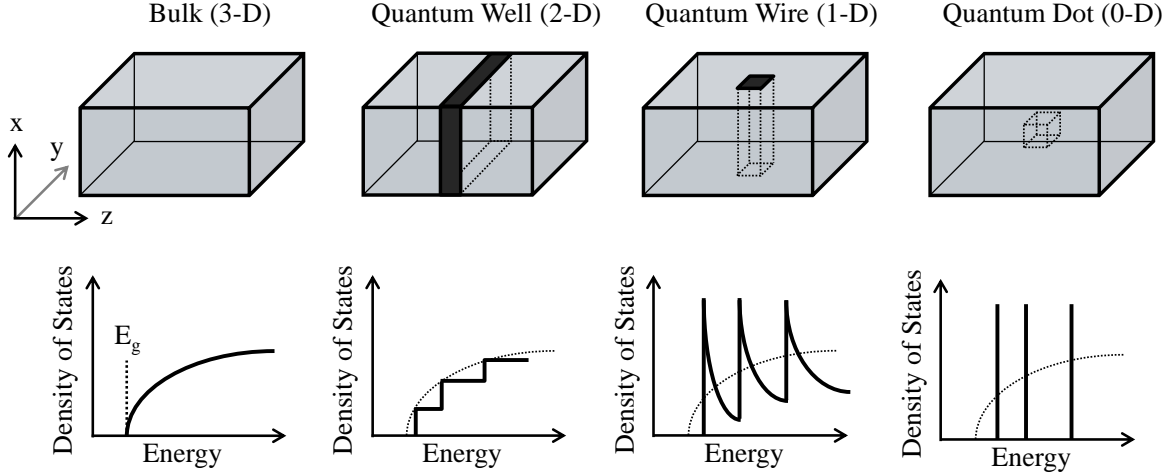 Bulk (3-D)
Quantum Well (2-D)
Quantum Wire (1-D)
Quantum Dot (0-D)
x
y
z
Density of States
E_g
Energy
Density of States
Energy
Density of States
Energy
Density of States
Energy